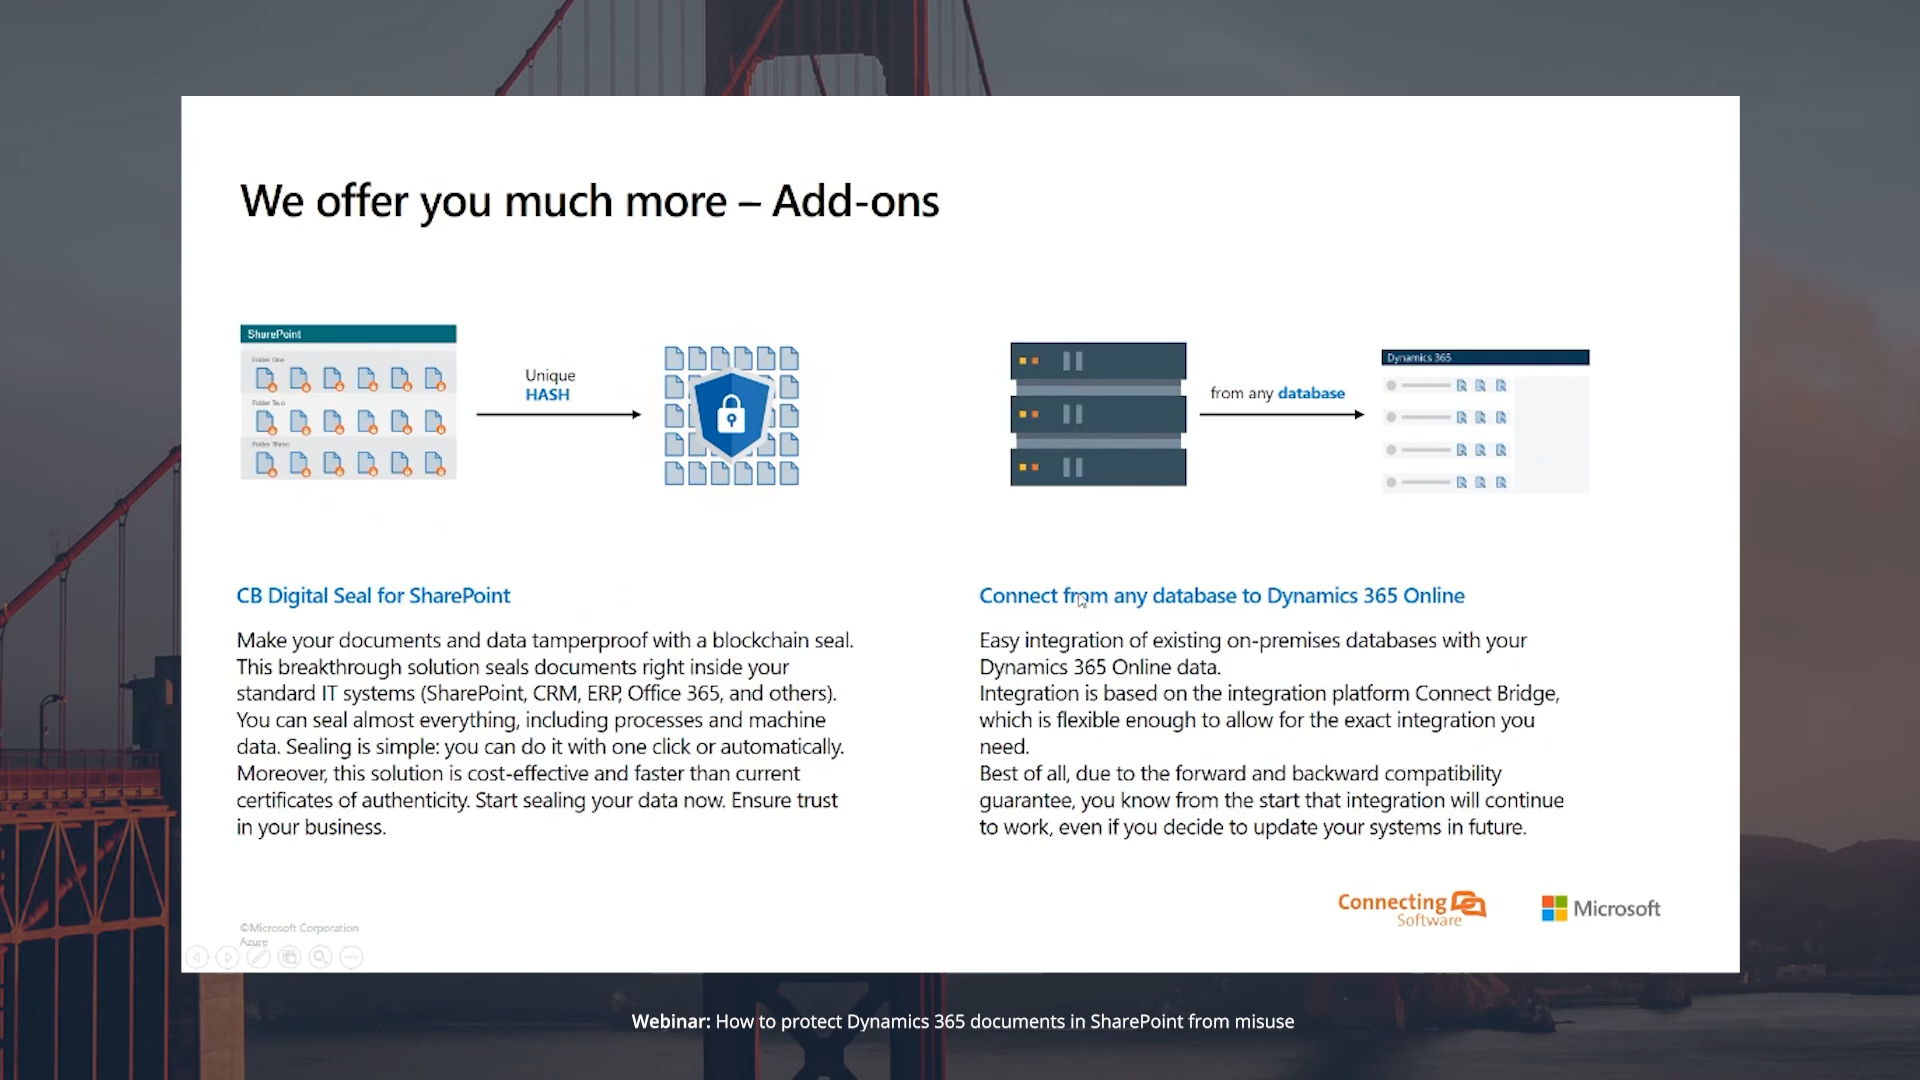 We offer you much more – Add-ons
SharePoint
Folder One
Folder Two
Folder Three
Unique
HASH
from any database
Dynamics 365
CB Digital Seal for SharePoint
Make your documents and data tamperproof with a blockchain seal.
This breakthrough solution seals documents right inside your
standard IT systems (SharePoint, CRM, ERP, Office 365, and others).
You can seal almost everything, including processes and machine
data. Sealing is simple: you can do it with one click or automatically.
Moreover, this solution is cost-effective and faster than current
certificates of authenticity. Start sealing your data now. Ensure trust
in your business.
Connect from any database to Dynamics 365 Online
Easy integration of existing on-premises databases with your
Dynamics 365 Online data.
Integration is based on the integration platform Connect Bridge,
which is flexible enough to allow for the exact integration you
need.
Best of all, due to the forward and backward compatibility
guarantee, you know from the start that integration will continue
to work, even if you decide to update your systems in future.
Connecting
Software
Microsoft
©Microsoft Corporation
Azure
Webinar: How to protect Dynamics 365 documents in SharePoint from misuse